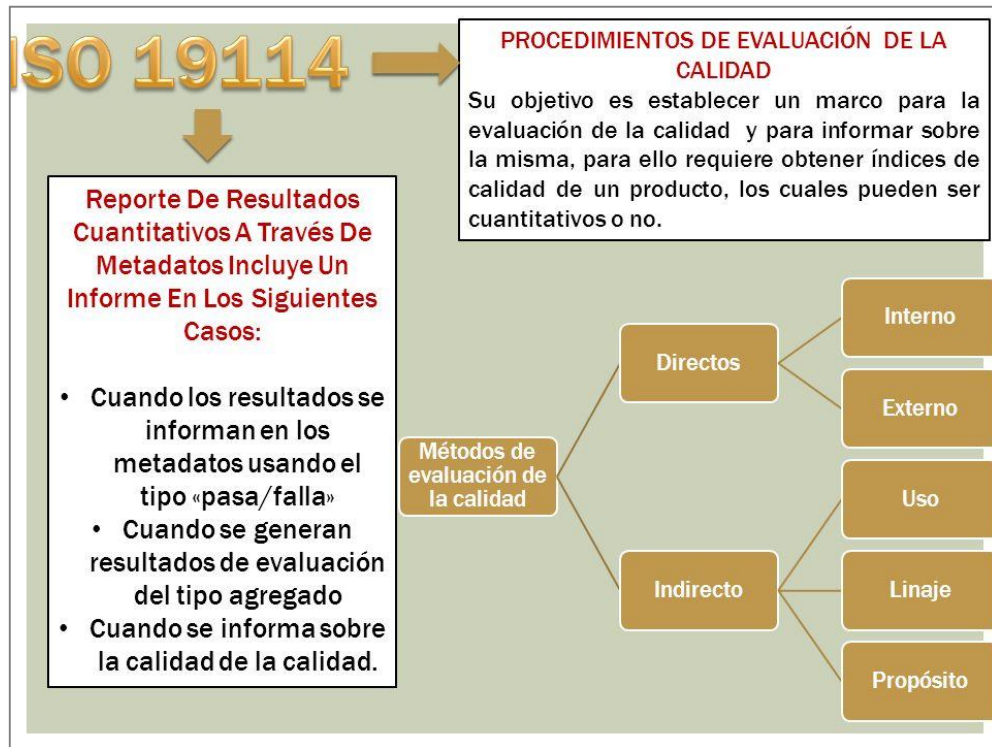 ISO 19114
PROCEDIMIENTOS DE EVALUACIÓN DE LA
CALIDAD
Su objetivo es establecer un marco para la
evaluación de la calidad y para informar sobre
la misma, para ello requiere obtener índices de
calidad de un producto, los cuales pueden ser
cuantitativos o no.
Reporte De Resultados
Cuantitativos A Través De
Metadatos Incluye Un
Informe En Los Siguientes
Casos:
• Cuando los resultados se
informan en los
metadatos usando el
tipo «pasa/falla»
• Cuando se generan
resultados de evaluación
del tipo agregado
• Cuando se informa sobre
la calidad de la calidad.
Métodos de
evaluación de
la calidad
Directos
Interno
Externo
Indirecto
Uso
Linaje
Propósito